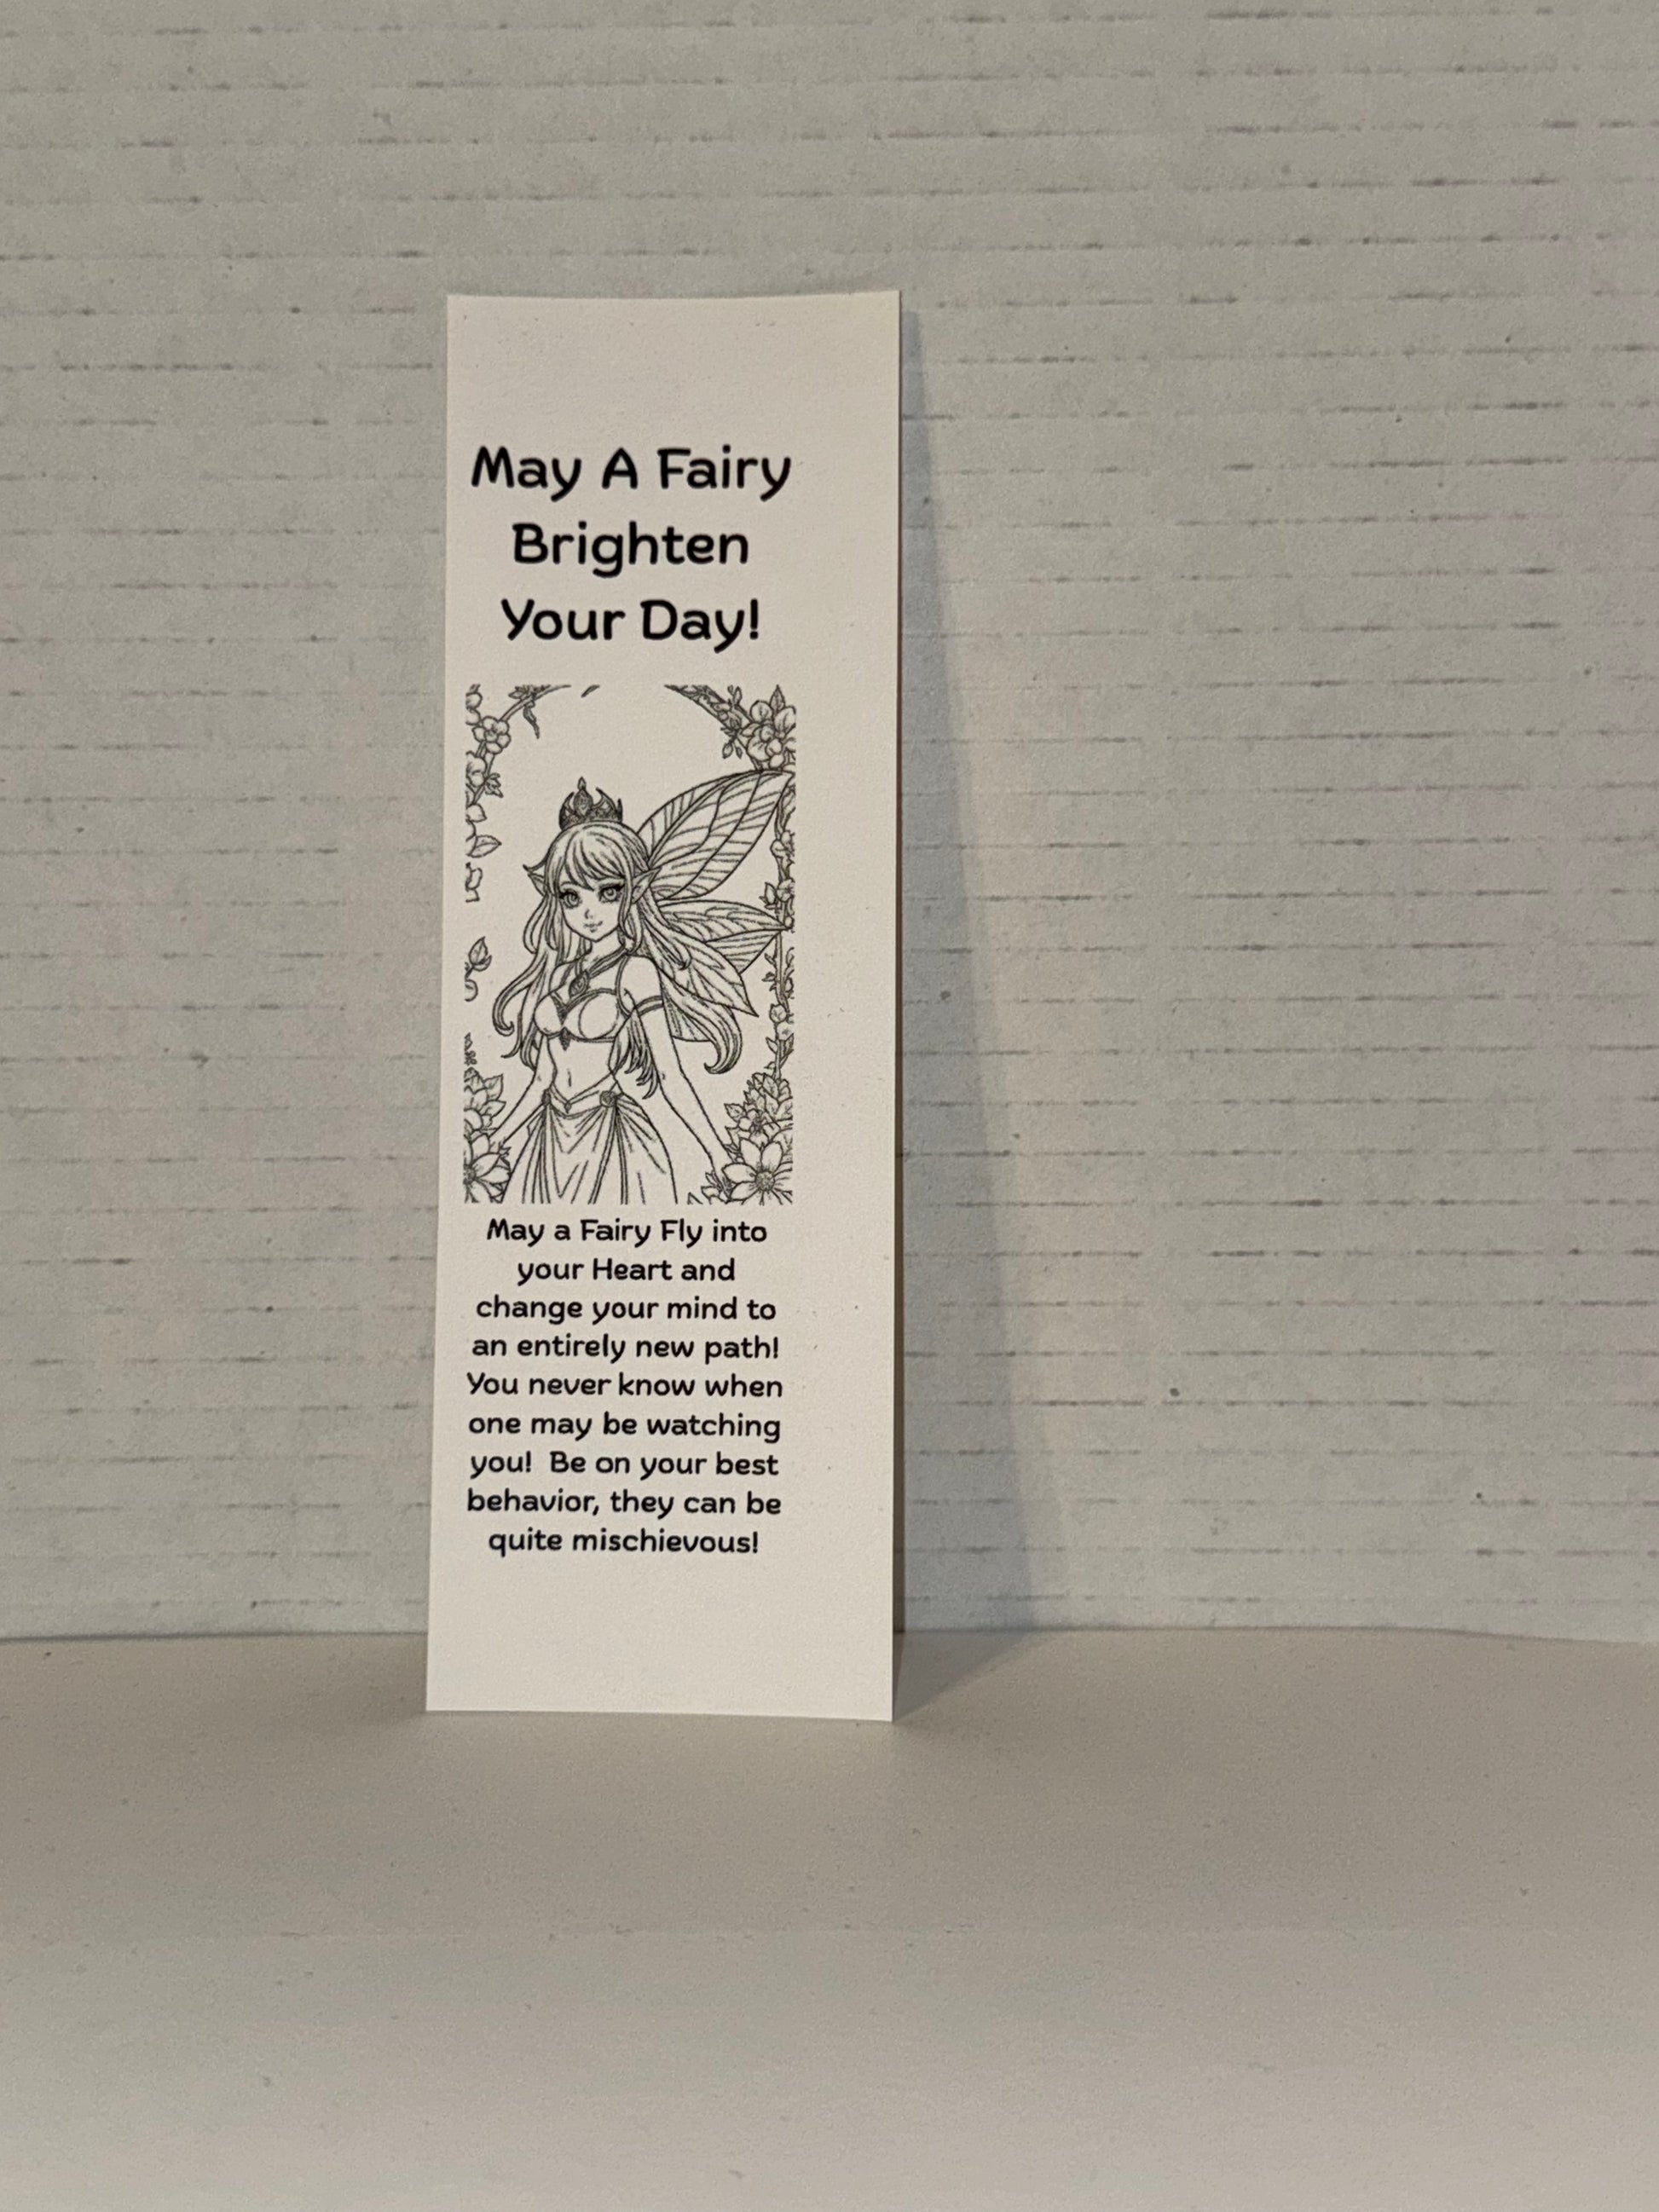 May A Fairy
Brighten
Your Day!
May a Fairy Fly into
your Heart and
change your mind to
an entirely new path!
You never know when
one may be watching
you!  Be on your best
behavior, they can be
quite mischievous!